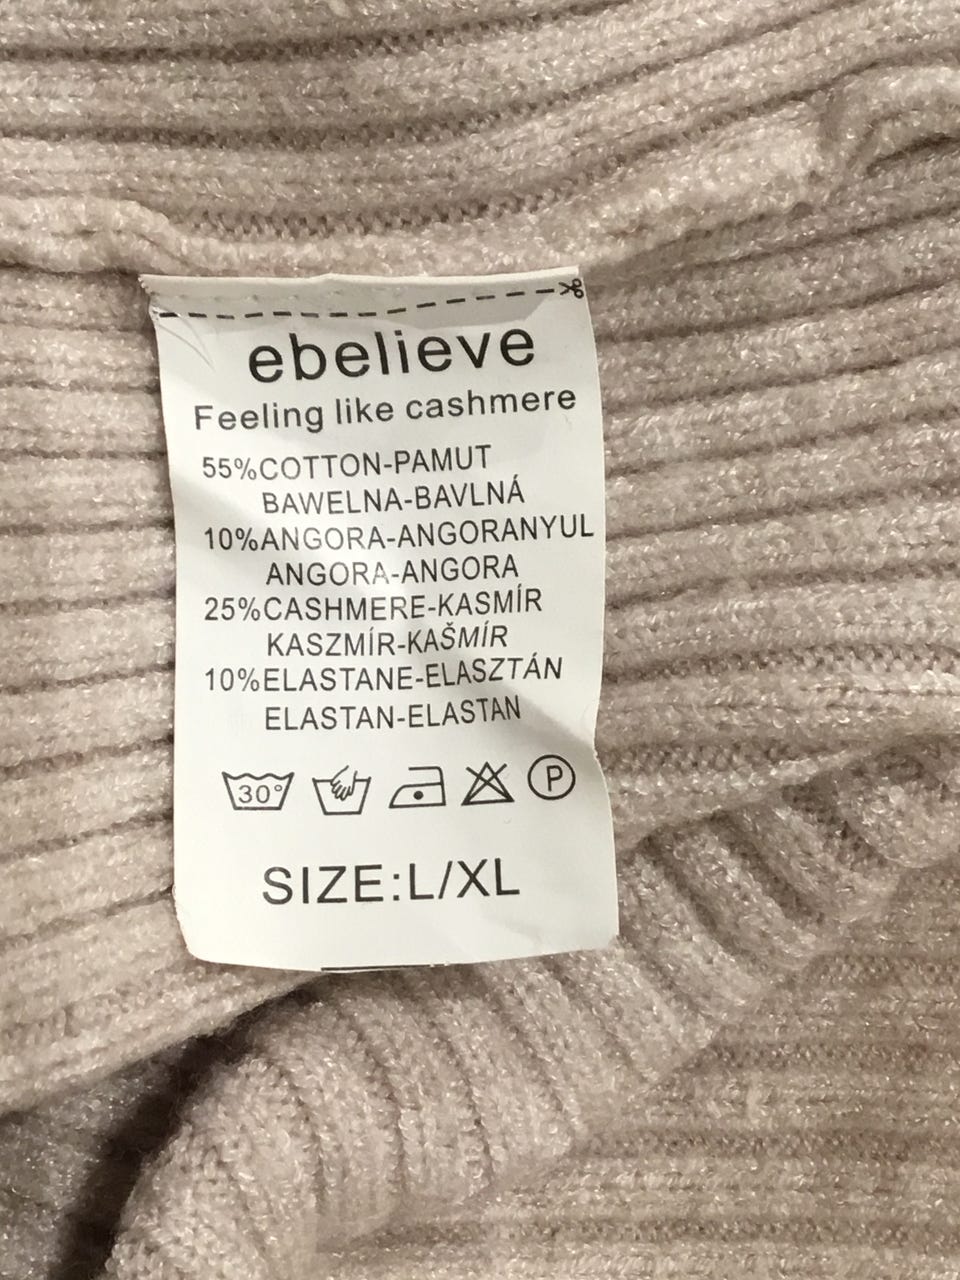 ebelieve
Feeling like cashmere
55%COTTON-PAMUT
BAWELNA-BAVLNÁ
10%ANGORA-ANGORANYUL
ANGORA-ANGORA
25%CASHMERE-KASMÍR
KASZMÍR-KAŠMÍR
10%ELASTANE-ELASZTÁN
ELASTAN-ELASTAN
30° P
SIZE:L/XL